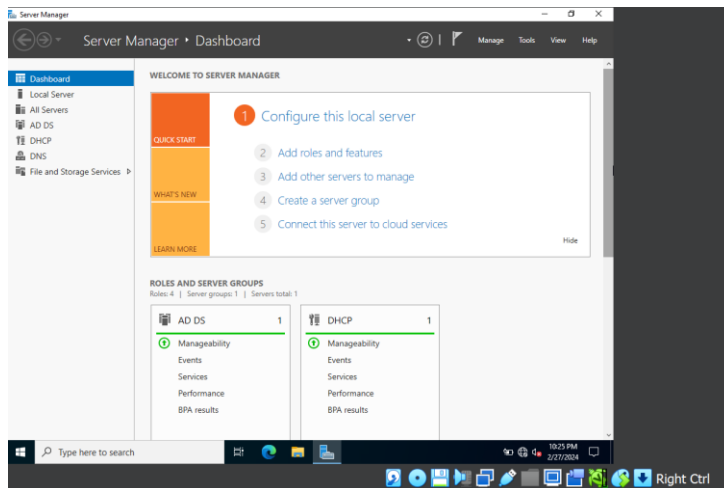 Server Manager
Server Manager • Dashboard
Manage Tools View Help
Dashboard
Local Server
All Servers
AD DS
DHCP
DNS
File and Storage Services
WELCOME TO SERVER MANAGER
QUICK START
WHAT'S NEW
LEARN MORE
1 Configure this local server
2 Add roles and features
3 Add other servers to manage
4 Create a server group
5 Connect this server to cloud services
Hide
ROLES AND SERVER GROUPS
Roles: 4 | Server groups: 1 | Servers total: 1
AD DS 1
Manageability
Events
Services
Performance
BPA results
DHCP 1
Manageability
Events
Services
Performance
BPA results
Type here to search
10:25 PM
2/27/2024
Right Ctrl